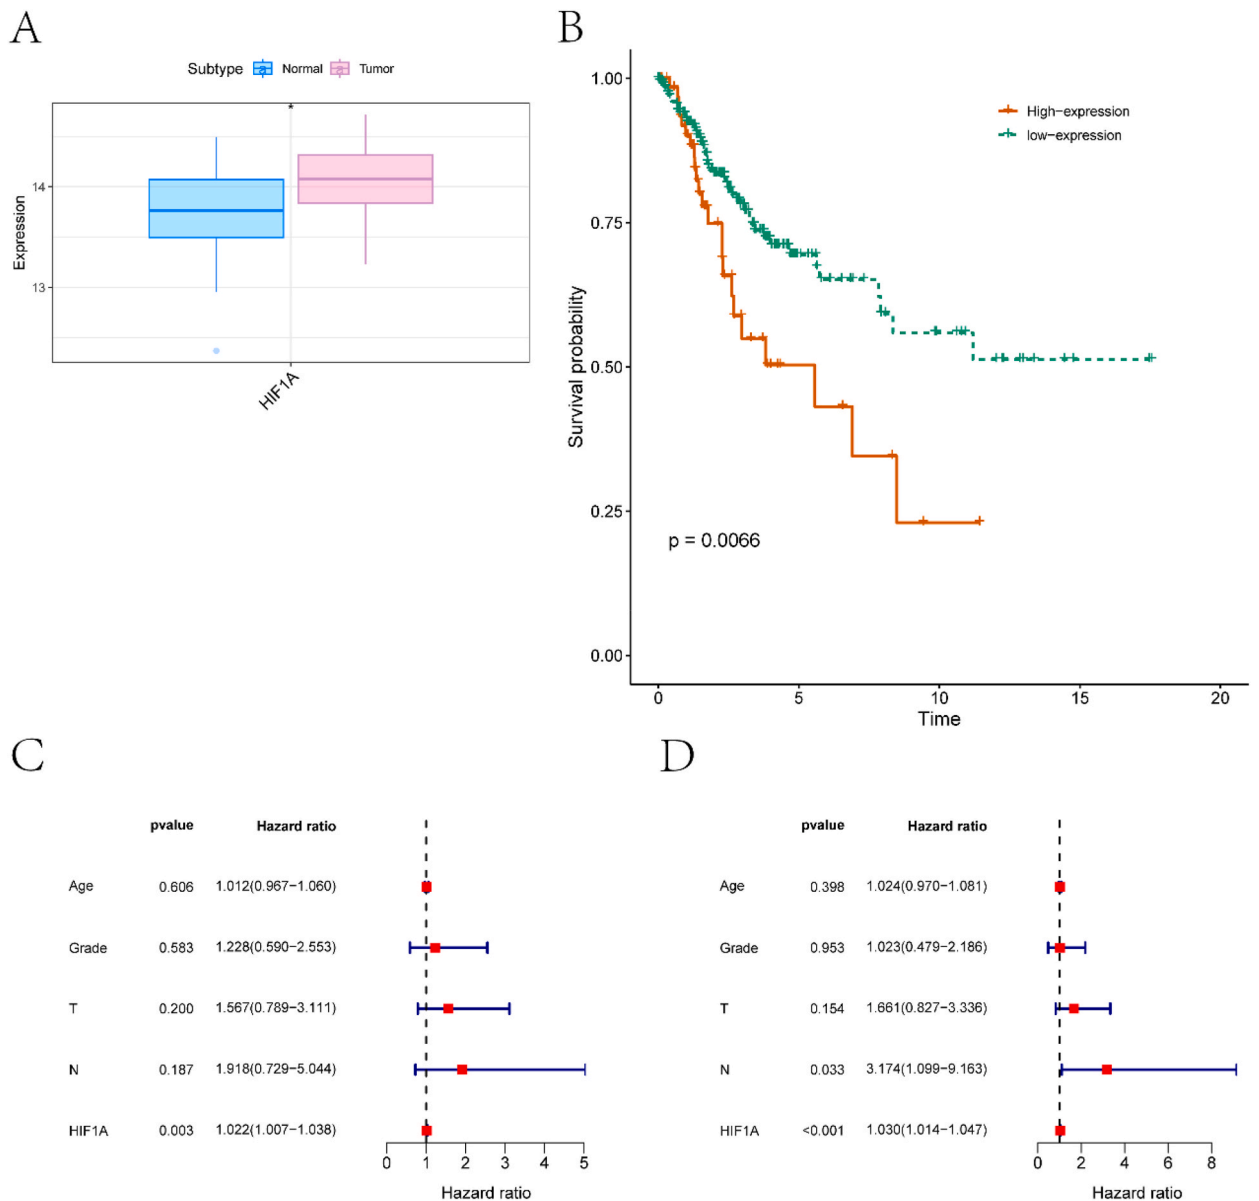 A
Subtype Normal Tumor
*
14
13
Expression
HIF1A
B
1.00
0.75
0.50
0.25
0.00
Survival probability
High−expression
low−expression
p = 0.0066
0 5 10 15 20
Time
C
pvalue Hazard ratio
Age 0.606 1.012(0.967−1.060)
Grade 0.583 1.228(0.590−2.553)
T 0.200 1.567(0.789−3.111)
N 0.187 1.918(0.729−5.044)
HIF1A 0.003 1.022(1.007−1.038)
0 1 2 3 4 5
Hazard ratio
D
pvalue Hazard ratio
Age 0.398 1.024(0.970−1.081)
Grade 0.953 1.023(0.479−2.186)
T 0.154 1.661(0.827−3.336)
N 0.033 3.174(1.099−9.163)
HIF1A <0.001 1.030(1.014−1.047)
0 2 4 6 8
Hazard ratio